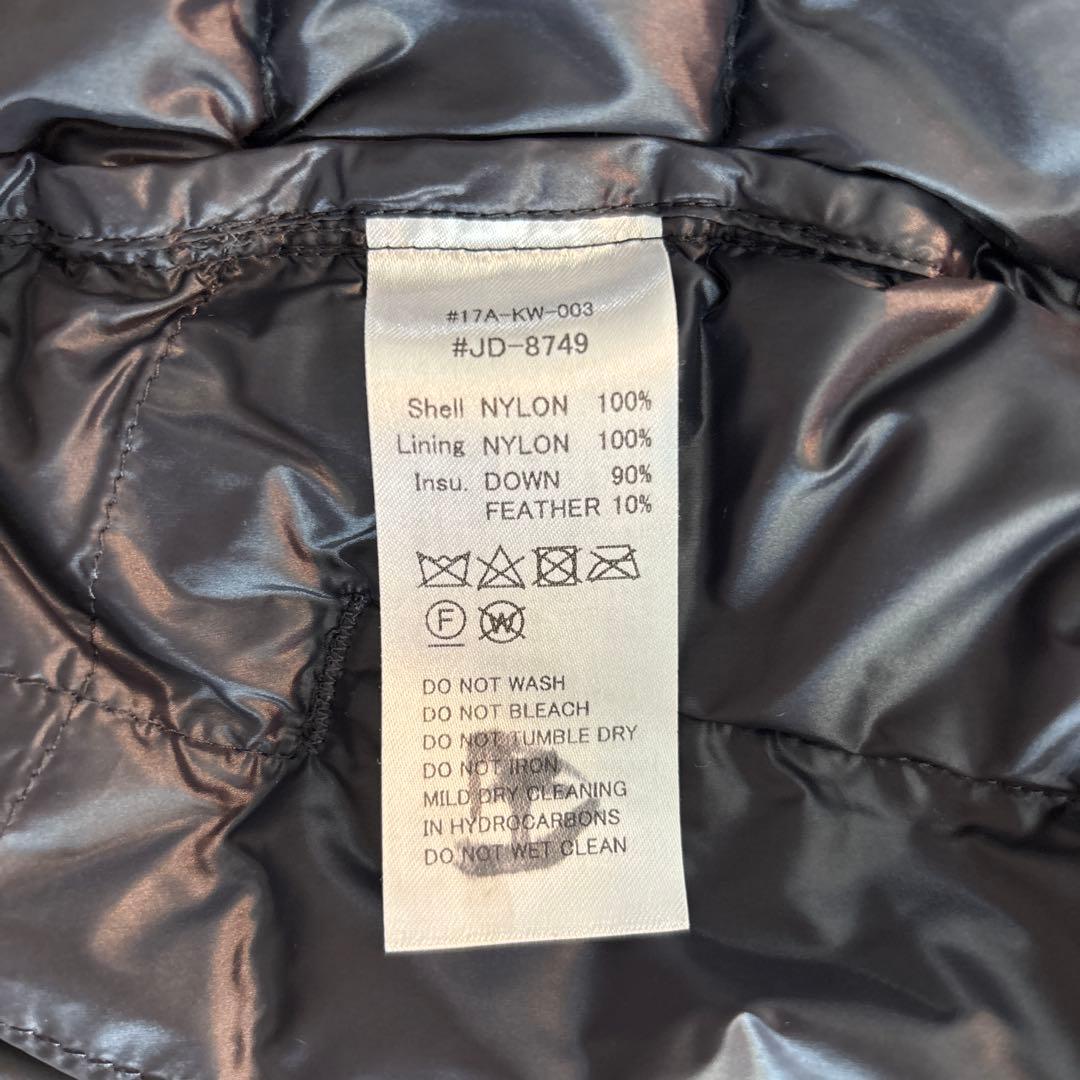 #17A-KW-003
#JD-8749
Shell NYLON 100%
Lining NYLON 100%
Insu. DOWN 90%
FEATHER 10%
F W
DO NOT WASH
DO NOT BLEACH
DO NOT TUMBLE DRY
DO NOT IRON
MILD DRY CLEANING
IN HYDROCARBONS
DO NOT WET CLEAN